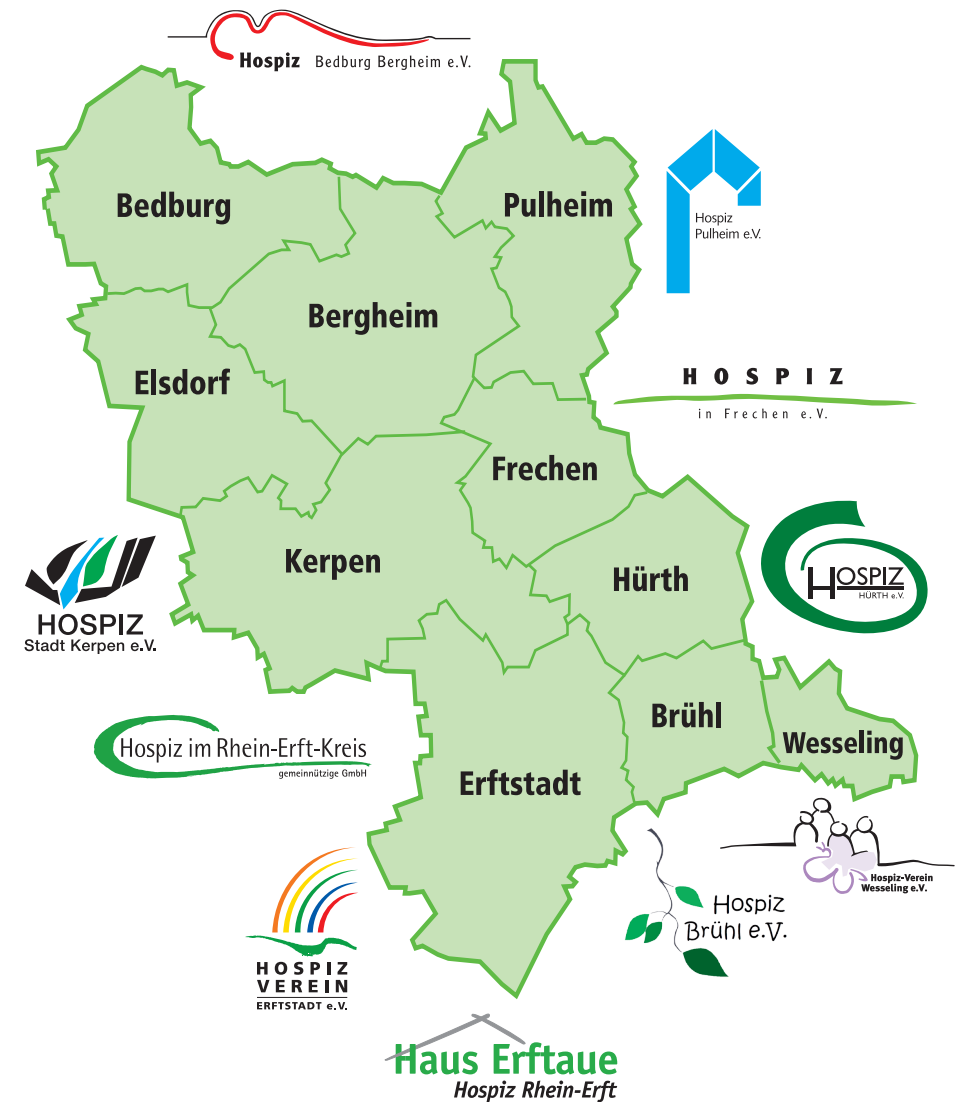 Hospiz Bedburg Bergheim e.V.
Bedburg
Pulheim
Hospiz
Pulheim e.V.
Bergheim
Elsdorf
HOSPIZ
in Frechen e.V.
Frechen
Kerpen
Hürth
HOSPIZ
HÜRTH e.V.
HOSPIZ
Stadt Kerpen e.V.
Brühl
Wesseling
Hospiz im Rhein-Erft-Kreis
gemeinnützige GmbH
Erftstadt
Hospiz-Verein
Wesseling e.V.
Hospiz
Brühl e.V.
HOSPIZ
VEREIN
ERFTSTADT e.V.
Haus Erftaue
Hospiz Rhein-Erft